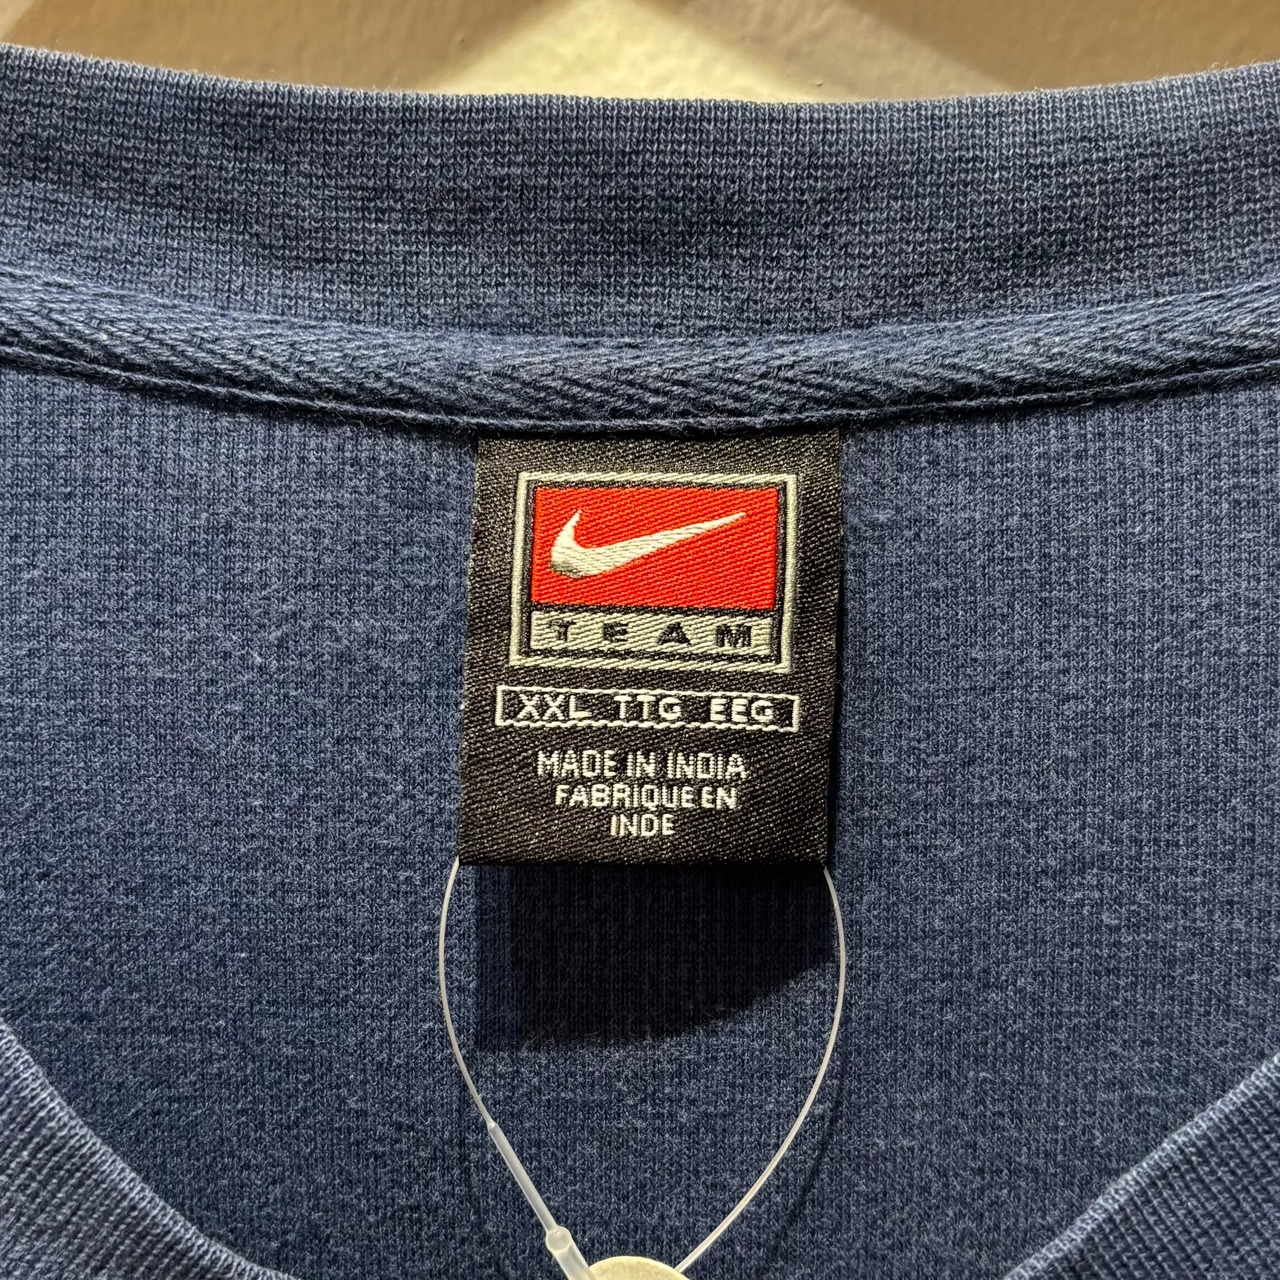 TEAM
XXL TTG EEG
MADE IN INDIA
FABRIQUE EN
INDE